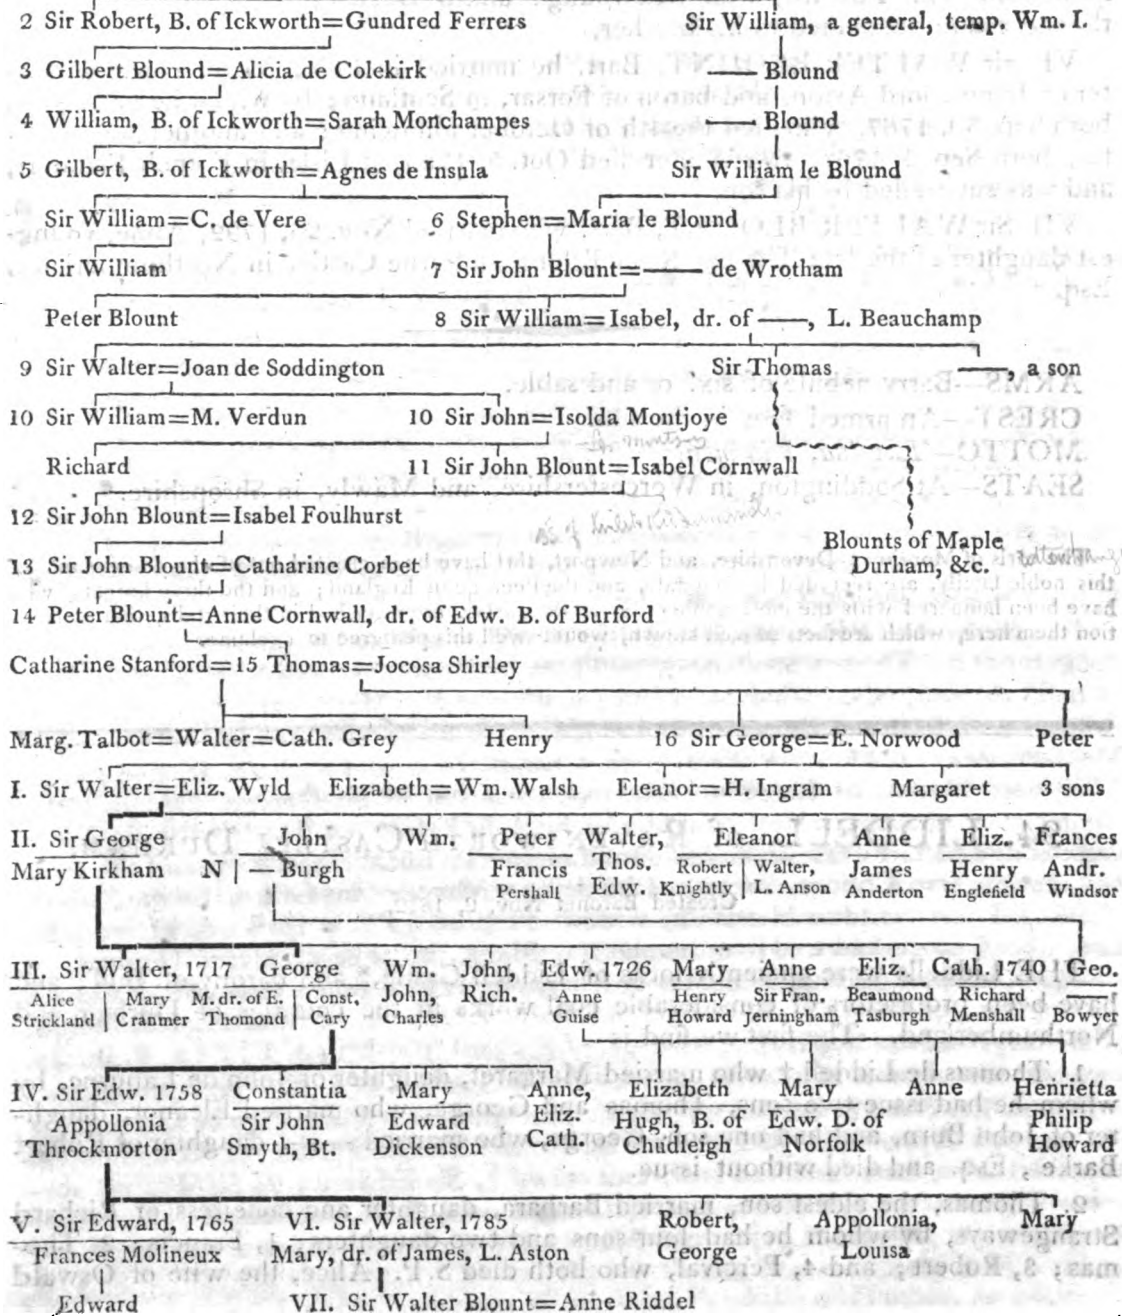 2 Sir Robert, B. of Ickworth=Gundred Ferrers Sir William, a general, temp. Wm. I.
3 Gilbert Blound=Alicia de Colekirk —— Blound
4 William, B. of Ickworth=Sarah Monchampes —— Blound
5 Gilbert, B. of Ickworth=Agnes de Insula Sir William le Blound
Sir William=C. de Vere 6 Stephen=Maria le Blound
Sir William 7 Sir John Blount=—— de Wrotham
Peter Blount 8 Sir William=Isabel, dr. of ——, L. Beauchamp
9 Sir Walter=Joan de Soddington Sir Thomas ——, a son
10 Sir William=M. Verdun 10 Sir John=Isolda Montjoye
Richard 11 Sir John Blount=Isabel Cornwall
12 Sir John Blount=Isabel Foulhurst
Blounts of Maple
13 Sir John Blount=Catharine Corbet Durham, &c.
14 Peter Blount=Anne Cornwall, dr. of Edw. B. of Burford
Catharine Stanford=15 Thomas=Jocosa Shirley
Marg. Talbot=Walter=Cath. Grey Henry 16 Sir George=E. Norwood Peter
I. Sir Walter=Eliz. Wyld Elizabeth=Wm. Walsh Eleanor=H. Ingram Margaret 3 sons
II. Sir George John Wm. Peter Walter, Eleanor Anne Eliz. Frances
Mary Kirkham N Burgh Francis Thos. Robert Walter, James Henry Andr.
Pershall Edw. Knightly L. Anson Anderton Englefield Windsor
III. Sir Walter, 1717 George Wm. John, Edw. 1726 Mary Anne Eliz. Cath. 1740 Geo.
Alice Mary M. dr. of E. Const. John, Rich. Anne Henry Sir Fran. Beaumond Richard Bowyer
Strickland Cranmer Thomond Cary Charles Guise Howard Jerningham Tasburgh Menshall
IV. Sir Edw. 1758 Constantia Mary Anne, Elizabeth Mary Anne Henrietta
Appollonia Sir John Edward Eliz. Hugh, B. of Edw. D. of Philip
Throckmorton Smyth, Bt. Dickenson Cath. Chudleigh Norfolk Howard
V. Sir Edward, 1765 VI. Sir Walter, 1785 Robert, Appollonia, Mary
Frances Molineux Mary, dr. of James, L. Aston George Louisa
Edward VII. Sir Walter Blount=Anne Riddel